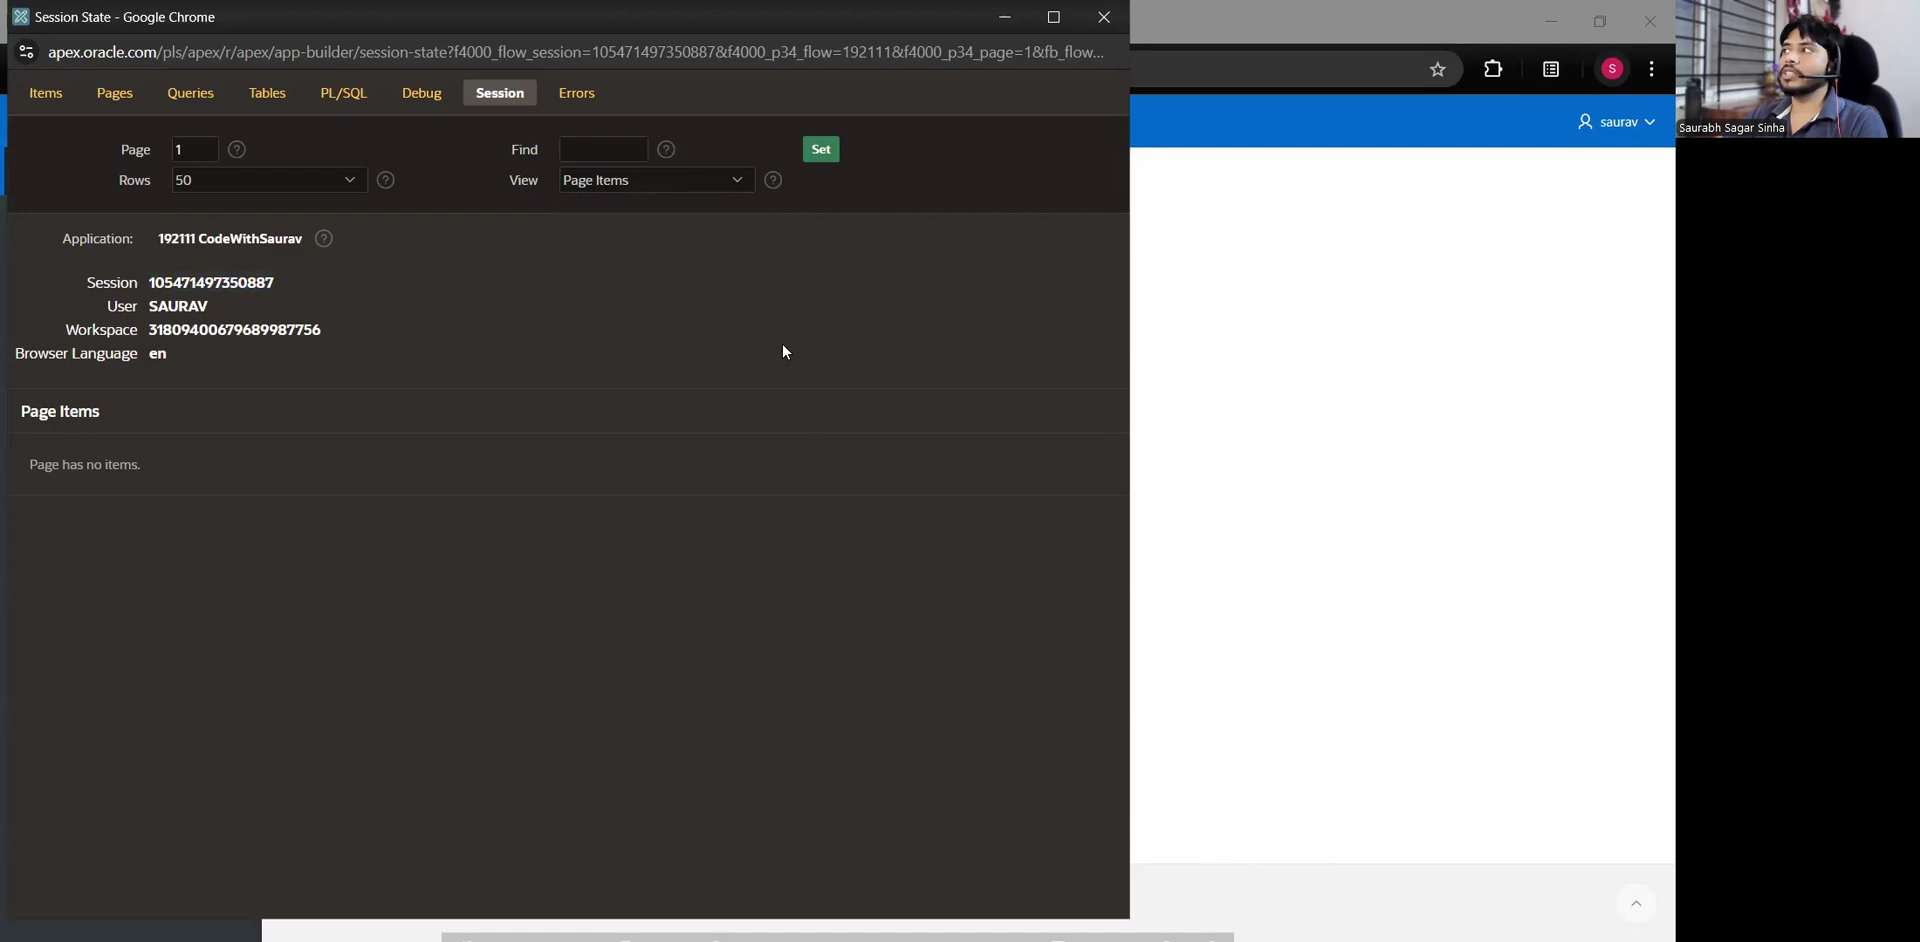 Session State - Google Chrome
apex.oracle.com/pls/apex/r/apex/app-builder/session-state?f4000_flow_session=105471497350887&f4000_p34_flow=192111&f4000_p34_page=1&fb_flow...
Items Pages Queries Tables PL/SQL Debug Session Errors
Page 1 Find Set
Rows 50 View Page Items
Application: 192111 CodeWithSaurav
Session 105471497350887
User SAURAV
Workspace 31809400679689987756
Browser Language en
Page Items
Page has no items.
S
saurav
Saurabh Sagar Sinha